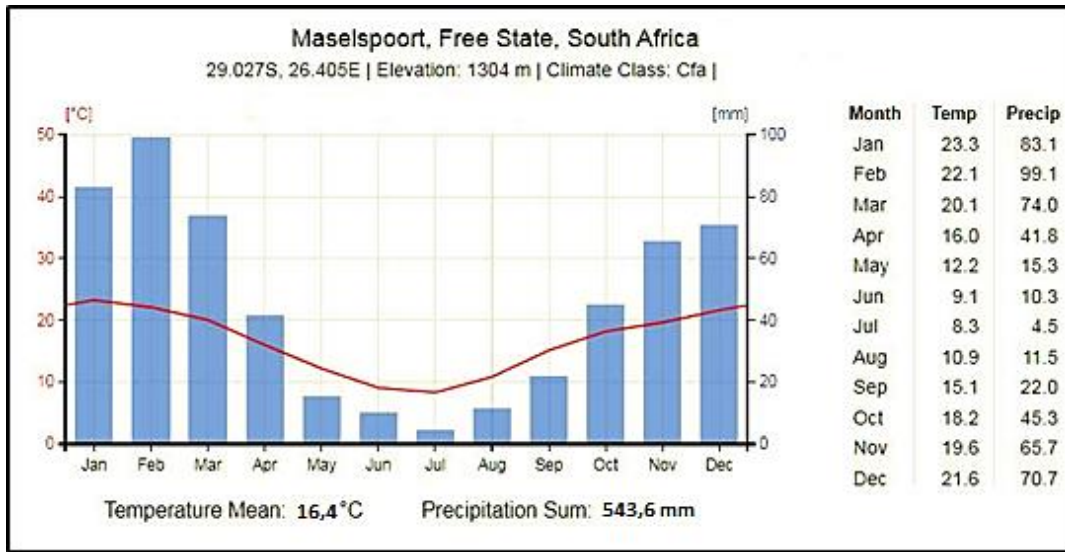 Maselspoort, Free State, South Africa
29.027S, 26.405E | Elevation: 1304 m | Climate Class: Cfa |
[°C] [mm]
50 100
40 80
30 60
20 40
10 20
0 0
Jan Feb Mar Apr May Jun Jul Aug Sep Oct Nov Dec
Temperature Mean: 16,4°C Precipitation Sum: 543,6 mm
Month Temp Precip
Jan 23.3 83.1
Feb 22.1 99.1
Mar 20.1 74.0
Apr 16.0 41.8
May 12.2 15.3
Jun 9.1 10.3
Jul 8.3 4.5
Aug 10.9 11.5
Sep 15.1 22.0
Oct 18.2 45.3
Nov 19.6 65.7
Dec 21.6 70.7